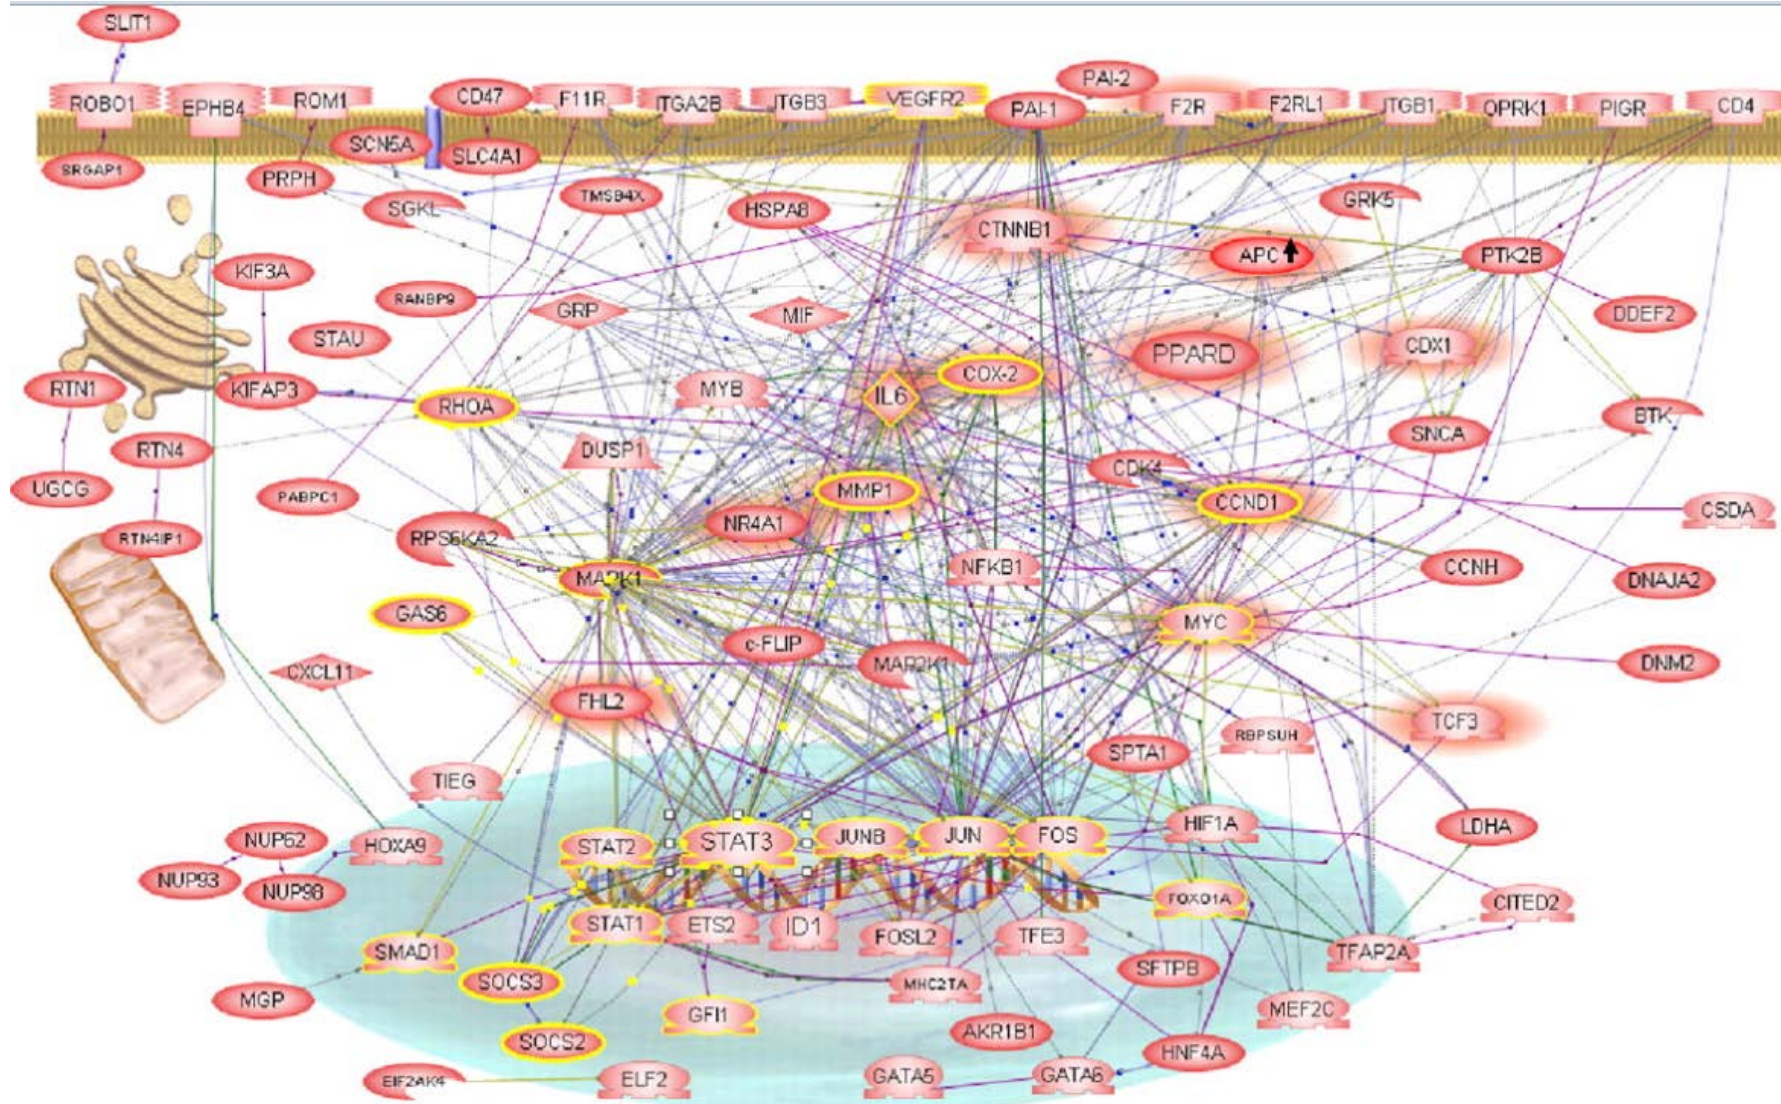 SLIT1
PAI-2
ROBO1
EPHB4
ROM1
CD47
F11R
ITGA2B
ITGB3
VEGFR2
PAI-1
F2R
F2RL1
ITGB1
OPRK1
PIGR
CD4
SCN5A
SLC4A1
SRGAP1
PRPH
SGKL
TMSB4X
HSPA8
GRK5
CTNNB1
APC
PTK2B
KIF3A
RANBP9
GRP
MIF
DDEF2
STAU
PPARD
CDX1
RTN1
KIFAP3
RHOA
MYB
IL6
COX-2
BTK
SNCA
RTN4
DUSP1
CDK4
UGCG
PABPC1
MMP1
CCND1
CSDA
RTN4IP1
RPS6KA2
NR4A1
NFKB1
CCNH
DNAJA2
MAPK1
GAS6
MYC
c-FLIP
MAP2K1
DNM2
CXCL11
FHL2
TCF3
RBPSUH
SPTA1
TIEG
NUP62
HOXA9
STAT2
STAT3
JUNB
JUN
FOS
HIF1A
LDHA
NUP93
NUP98
FOXO1A
CITED2
STAT1
ETS2
ID1
FOSL2
TFE3
SMAD1
TFAP2A
SOCS3
MHC2TA
SFTPB
MGP
GFI1
MEF2C
SOCS2
AKR1B1
HNF4A
EIF2AK4
ELF2
GATA5
GATA6